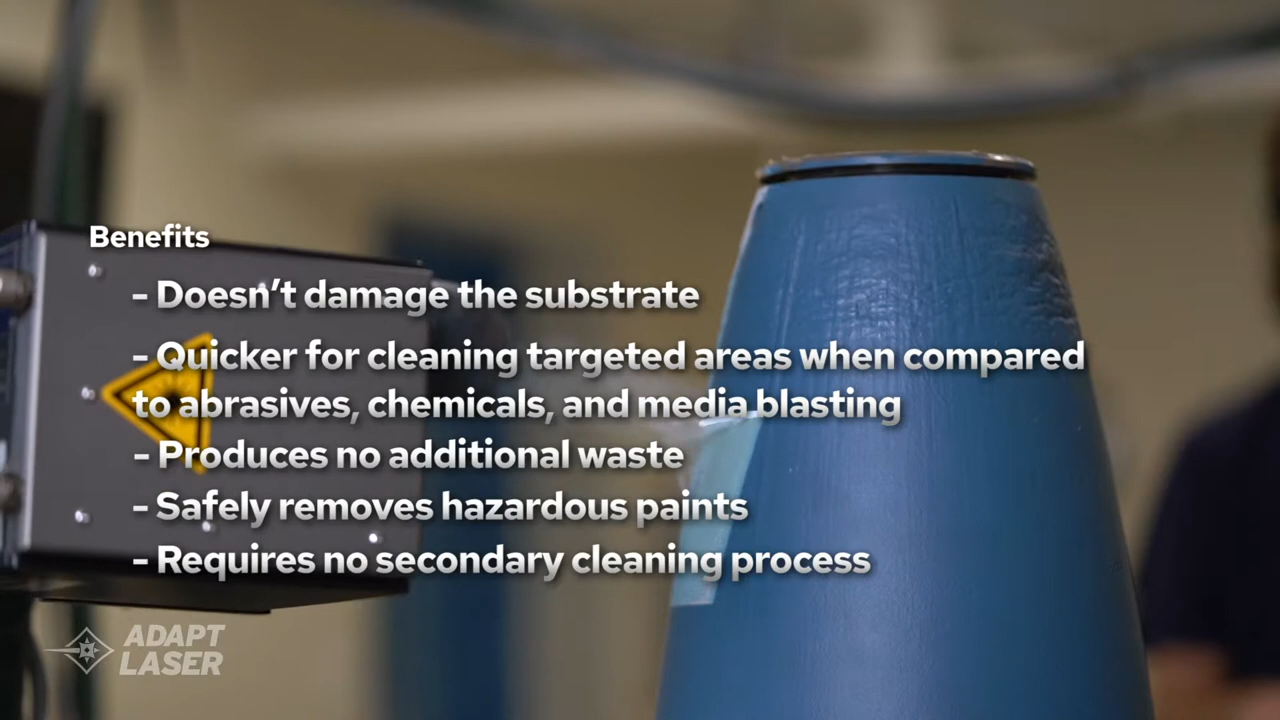 Benefits
- Doesn't damage the substrate
- Quicker for cleaning targeted areas when compared
to abrasives, chemicals, and media blasting
- Produces no additional waste
- Safely removes hazardous paints
- Requires no secondary cleaning process
ADAPT
LASER